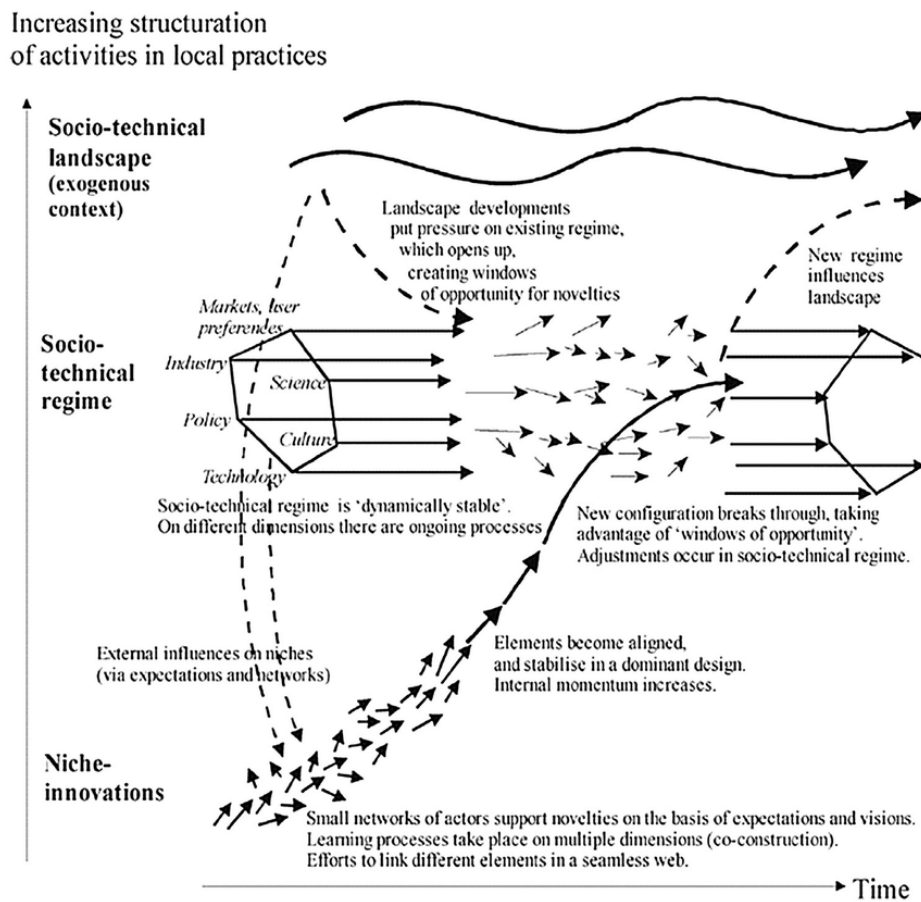 Increasing structuration
of activities in local practices
Socio-technical
landscape
(exogenous
context)
Landscape developments
put pressure on existing regime,
which opens up,
creating windows
of opportunity for novelties
New regime
influences
landscape
Markets, user
preferences
Socio-
technical
regime
Industry
Science
Policy
Culture
Technology
Socio-technical regime is ‘dynamically stable’.
On different dimensions there are ongoing processes
New configuration breaks through, taking
advantage of ‘windows of opportunity’.
Adjustments occur in socio-technical regime.
External influences on niches
(via expectations and networks)
Elements become aligned,
and stabilise in a dominant design.
Internal momentum increases.
Niche-
innovations
Small networks of actors support novelties on the basis of expectations and visions.
Learning processes take place on multiple dimensions (co-construction).
Efforts to link different elements in a seamless web.
Time